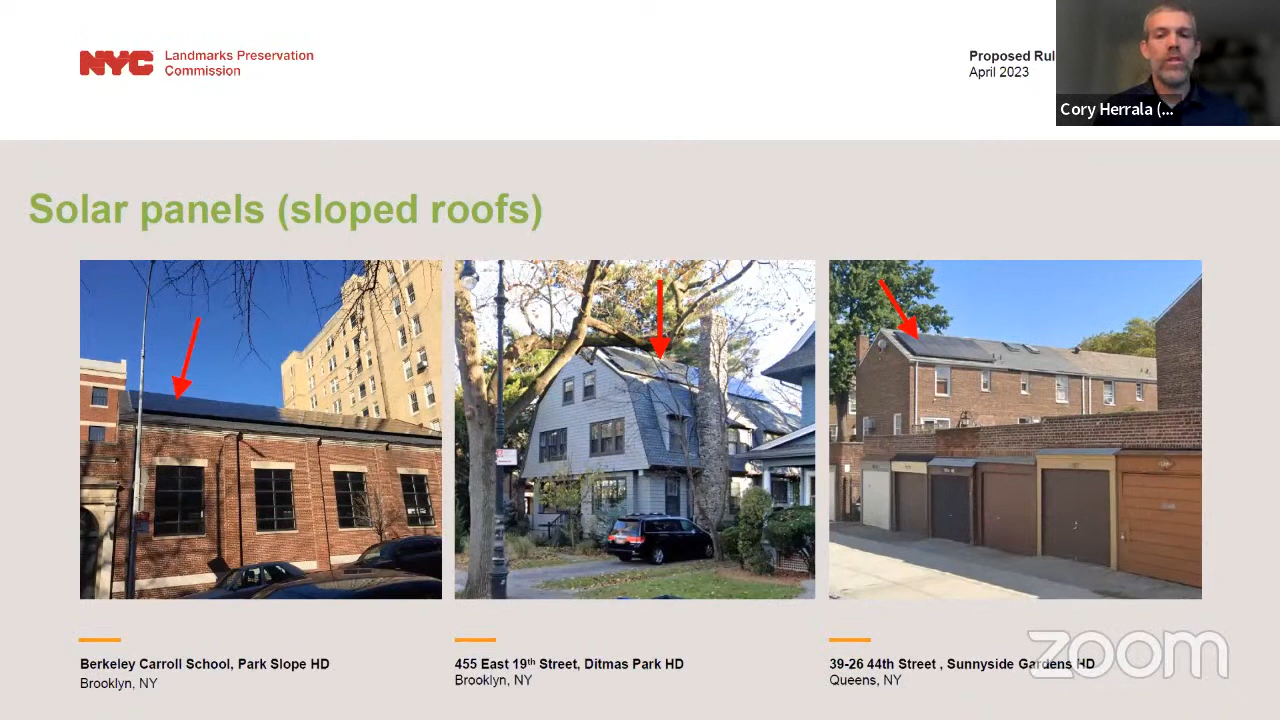 NYC Landmarks Preservation
Commission
Proposed Rul
April 2023
Cory Herrala (...
Solar panels (sloped roofs)
Berkeley Carroll School, Park Slope HD
Brooklyn, NY
455 East 19th Street, Ditmas Park HD
Brooklyn, NY
39-26 44th Street , Sunnyside Gardens HD
Queens, NY
zoom